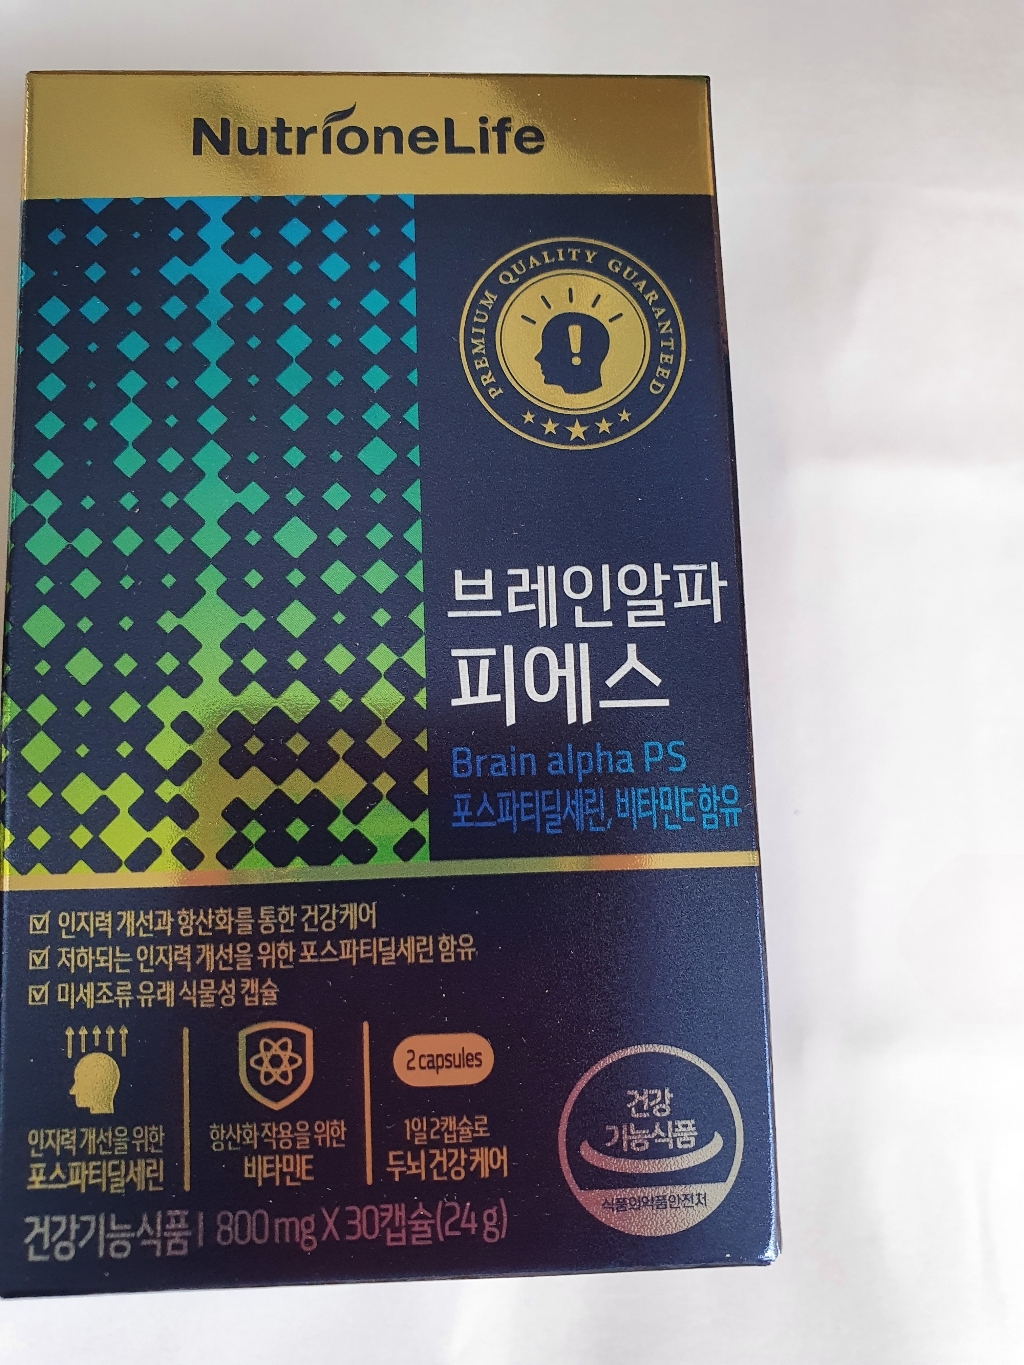 NutrioneLife
PREMIUM QUALITY GUARANTEED
브레인알파
피에스
Brain alpha PS
포스파티딜세린, 비타민E 함유
인지력 개선과 항산화를 통한 건강케어
저하되는 인지력 개선을 위한 포스파티딜세린 함유
미세조류 유래 식물성 캡슐
인지력 개선을 위한
포스파티딜세린
항산화 작용을 위한
비타민E
2 capsules
1일 2캡슐로
두뇌 건강 케어
건강
기능식품
식품의약품안전처
건강기능식품 | 800 mg X 30캡슐(24 g)